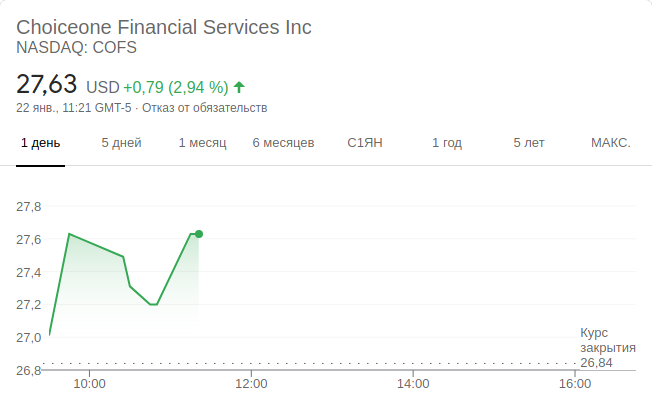 Choiceone Financial Services Inc
NASDAQ: COFS
27,63 USD +0,79 (2,94 %)
22 янв., 11:21 GMT-5 · Отказ от обязательств
1 день 5 дней 1 месяц 6 месяцев С1ЯН 1 год 5 лет МАКС.
27,8
27,6
27,4
27,2
27,0
26,8
Курс
закрытия
26,84
10:00 12:00 14:00 16:00